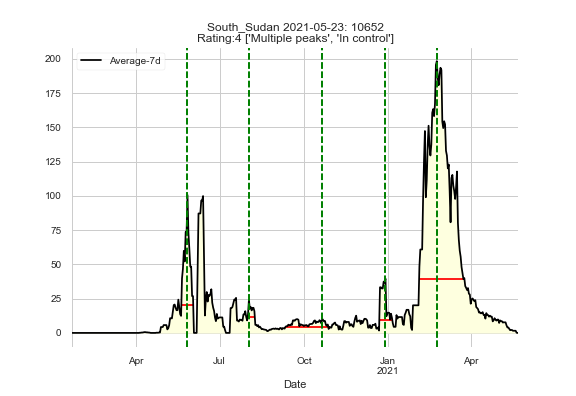 South_Sudan 2021-05-23: 10652
Rating:4 ['Multiple peaks', 'In control']
Average-7d
200
175
150
125
100
75
50
25
0
Apr
Jul
Oct
Jan
2021
Apr
Date